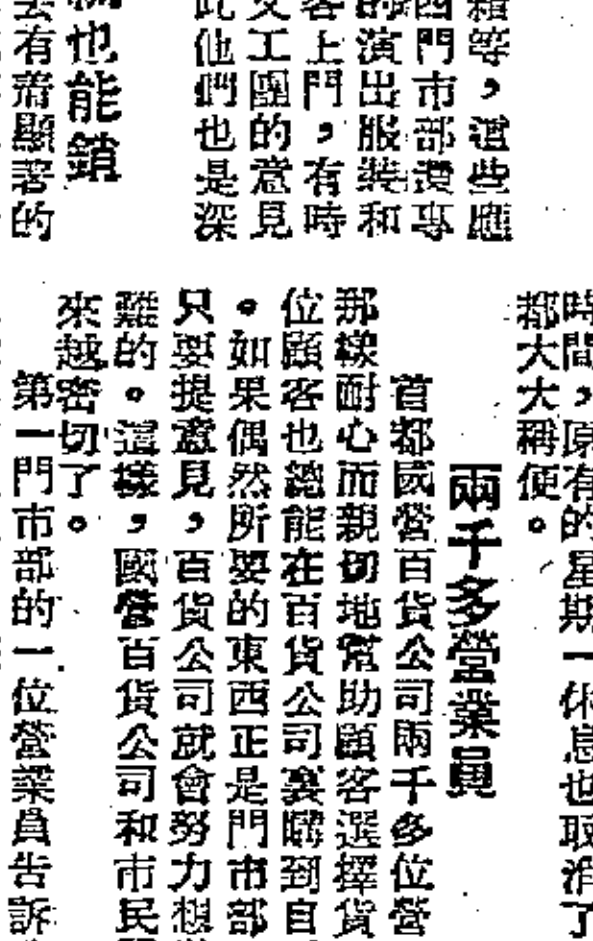 箱等，這些應
四門市部專
的演出服裝和
客上門，有時
文工團的意見
此他們也是深
也能銷
有着顯著的
時間，原有的星期一休息也取消了
都大大稱便。
兩千多營業員
首都國營百貨公司兩千多位營
那樣耐心而親切地幫助顧客選擇貨
位顧客也總能在百貨公司裏購到自
。如果偶然所要的東西正是門市部
只要提意見，百貨公司就會努力想
難的。這樣，國營百貨公司和市民
來越密切了。
第一門市部的一位營業員告訴